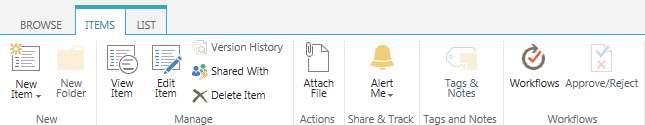 BROWSE ITEMS LIST
New Item
New Folder
View Item
Edit Item
Version History
Shared With
Delete Item
Attach File
Alert Me
Tags & Notes
Workflows
Approve/Reject
New
Manage
Actions
Share & Track
Tags and Notes
Workflows